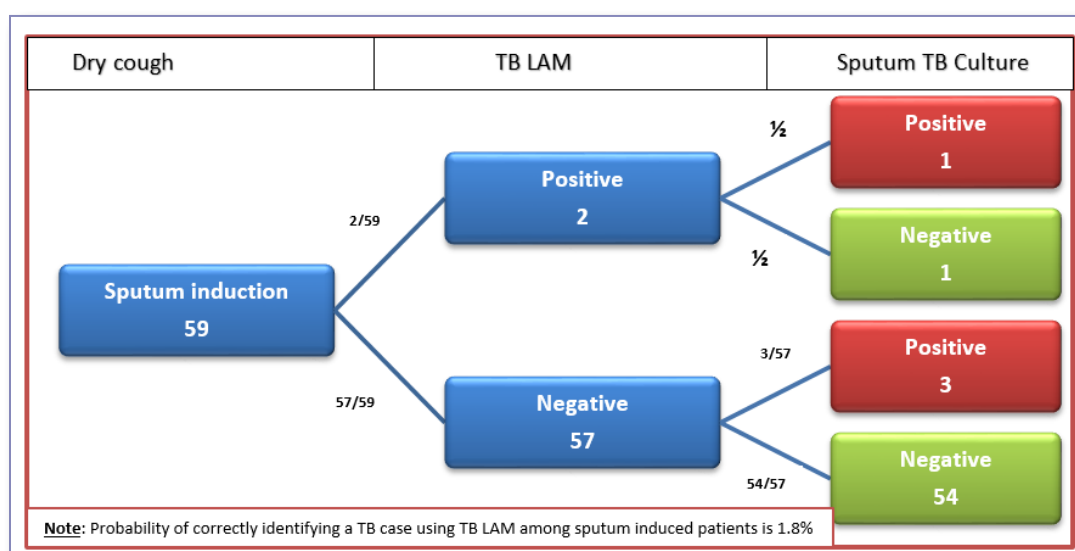 Dry cough
TB LAM
Sputum TB Culture
½
Positive
1
Positive
2
2/59
½
Negative
1
Sputum induction
59
3/57
Positive
3
57/59
Negative
57
54/57
Negative
54
Note: Probability of correctly identifying a TB case using TB LAM among sputum induced patients is 1.8%